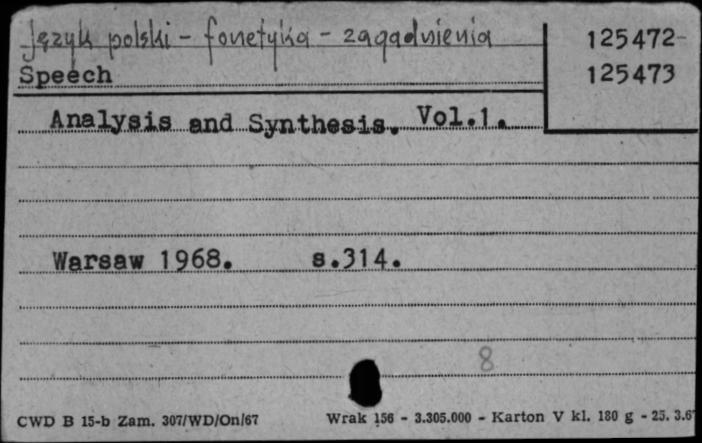 Język polski - fonetyka - zagadnienia
125472-
125473
Speech
Analysis and Synthesis. Vol.1.
Warsaw 1968. s.314.
8
CWD B 15-b Zam. 307/WD/On/67 Wrak 156 - 3.305.000 - Karton V kl. 180 g - 25. 3.67